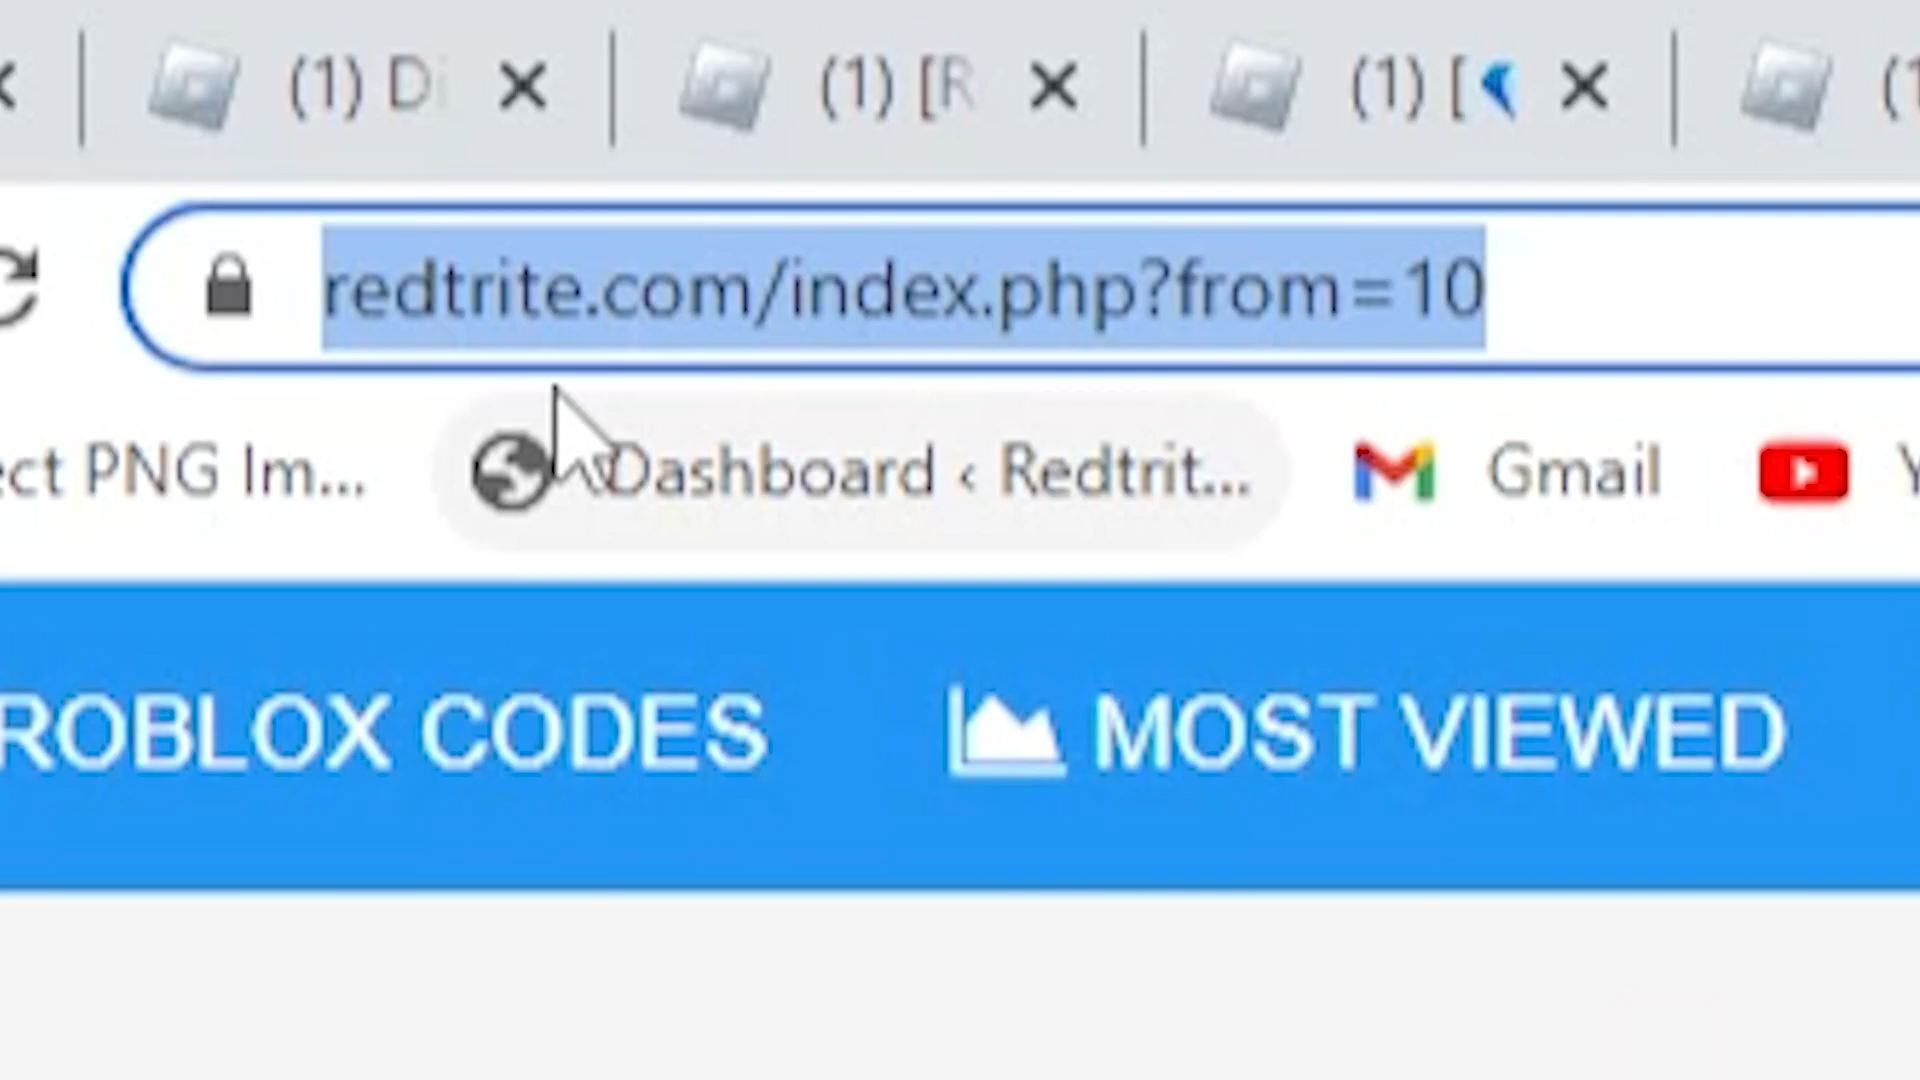 (1) D (1) [R (1) [
redtrite.com/index.php?from=10
ect PNG Im... Dashboard ‹ Redtrit... Gmail
ROBLOX CODES MOST VIEWED